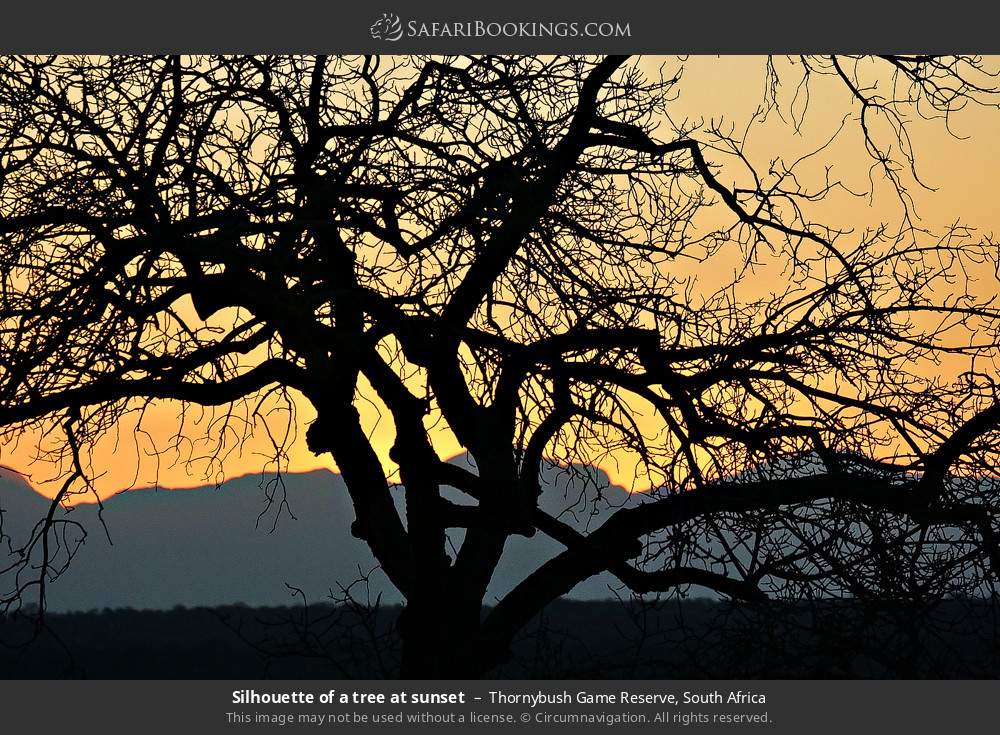 SAFARIBOOKINGS.COM
Silhouette of a tree at sunset – Thornybush Game Reserve, South Africa
This image may not be used without a license. © Circumnavigation. All rights reserved.